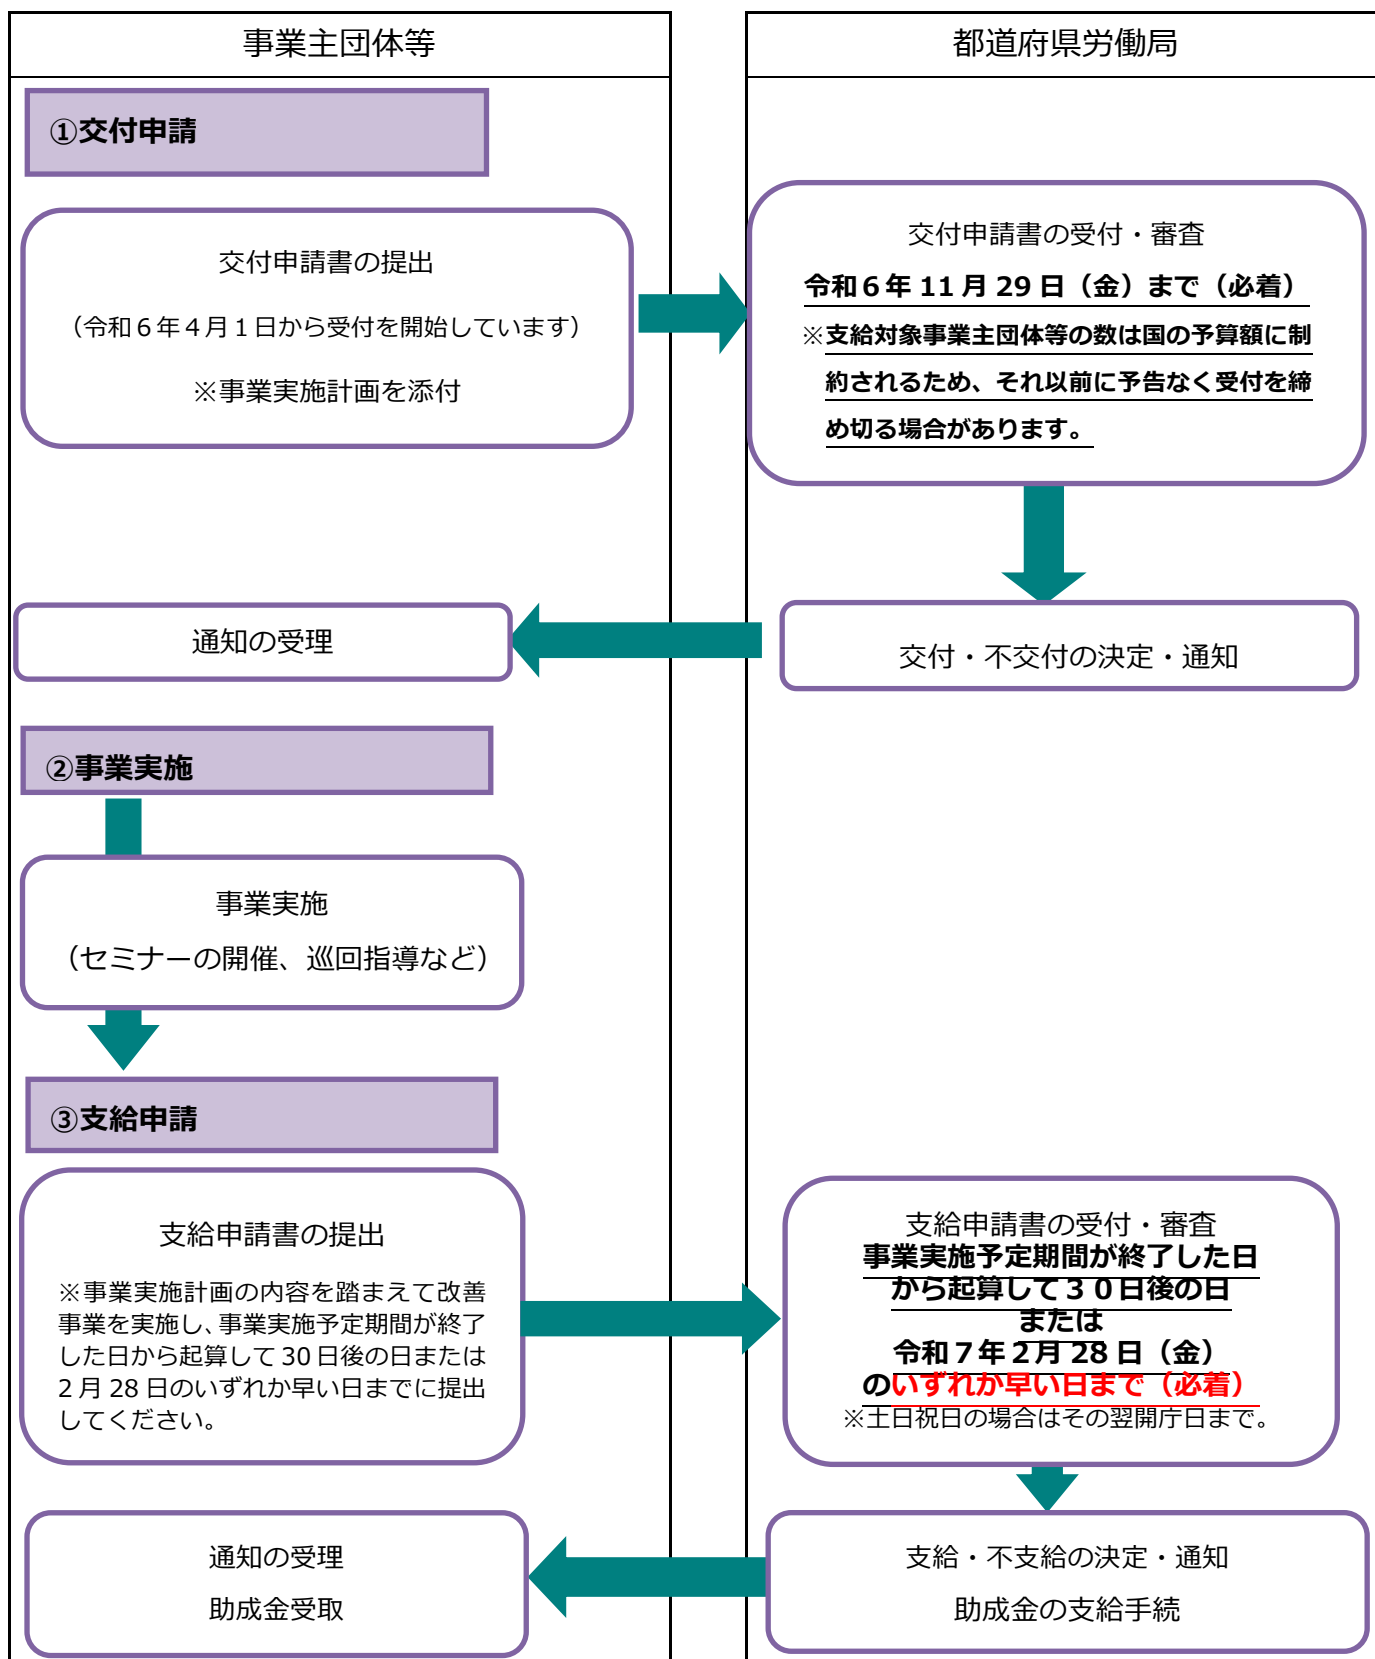 事業主団体等
都道府県労働局
①交付申請
交付申請書の提出
（令和６年４月１日から受付を開始しています）
※事業実施計画を添付
交付申請書の受付・審査
令和６年 11 月 29 日（金）まで（必着）
※支給対象事業主団体等の数は国の予算額に制
約されるため、それ以前に予告なく受付を締
め切る場合があります。
通知の受理
交付・不交付の決定・通知
②事業実施
事業実施
（セミナーの開催、巡回指導など）
③支給申請
支給申請書の提出
※事業実施計画の内容を踏まえて改善
事業を実施し、事業実施予定期間が終了
した日から起算して 30 日後の日または
2 月 28 日のいずれか早い日までに提出
してください。
支給申請書の受付・審査
事業実施予定期間が終了した日
から起算して３０日後の日
または
令和７年２月 28 日（金）
のいずれか早い日まで（必着）
※土日祝日の場合はその翌開庁日まで。
通知の受理
助成金受取
支給・不支給の決定・通知
助成金の支給手続